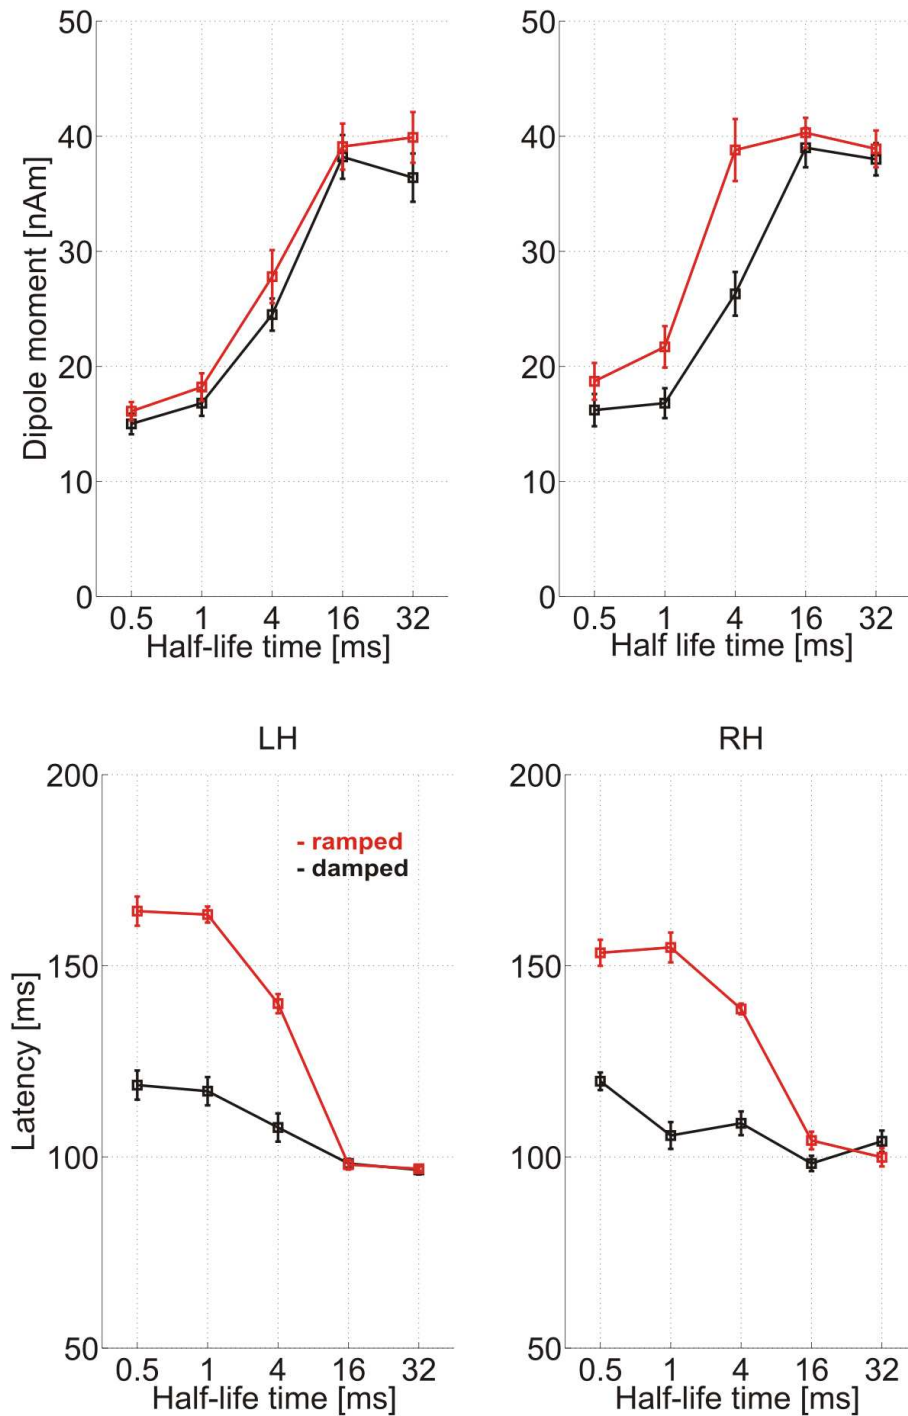 50
40
30
20
10
0
Dipole moment [nAm]
0.5 1 4 16 32
Half-life time [ms]
50
40
30
20
10
0
0.5 1 4 16 32
Half life time [ms]
LH
200
150
100
50
Latency [ms]
- ramped
- damped
0.5 1 4 16 32
Half-life time [ms]
RH
200
150
100
50
0.5 1 4 16 32
Half-life time [ms]